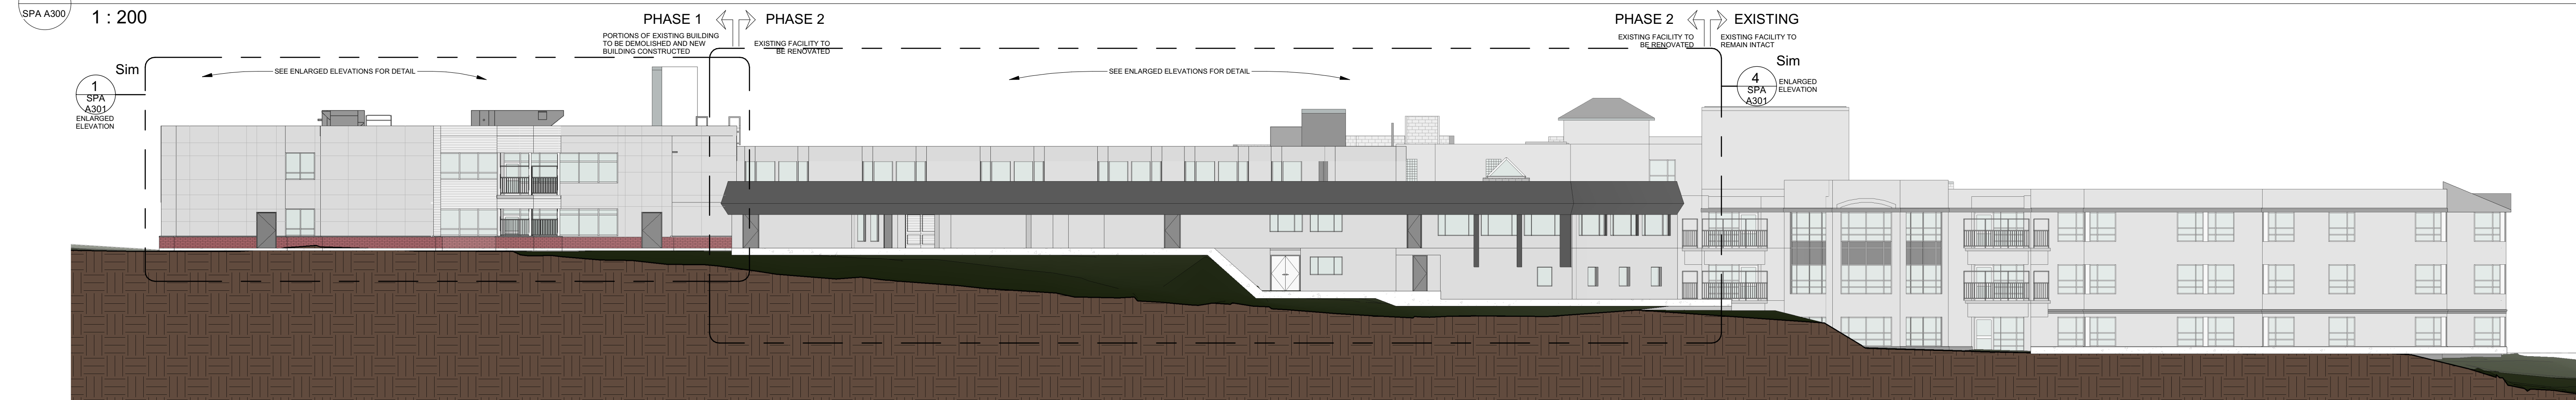 SPA A300
1 : 200
PHASE 1
PHASE 2
PORTIONS OF EXISTING BUILDING
TO BE DEMOLISHED AND NEW
BUILDING CONSTRUCTED
EXISTING FACILITY TO
BE RENOVATED
PHASE 2
EXISTING
EXISTING FACILITY TO
BE RENOVATED
EXISTING FACILITY TO
REMAIN INTACT
Sim
SEE ENLARGED ELEVATIONS FOR DETAIL
SEE ENLARGED ELEVATIONS FOR DETAIL
Sim
1
SPA
A301
ENLARGED
ELEVATION
4
SPA
A301
ENLARGED
ELEVATION